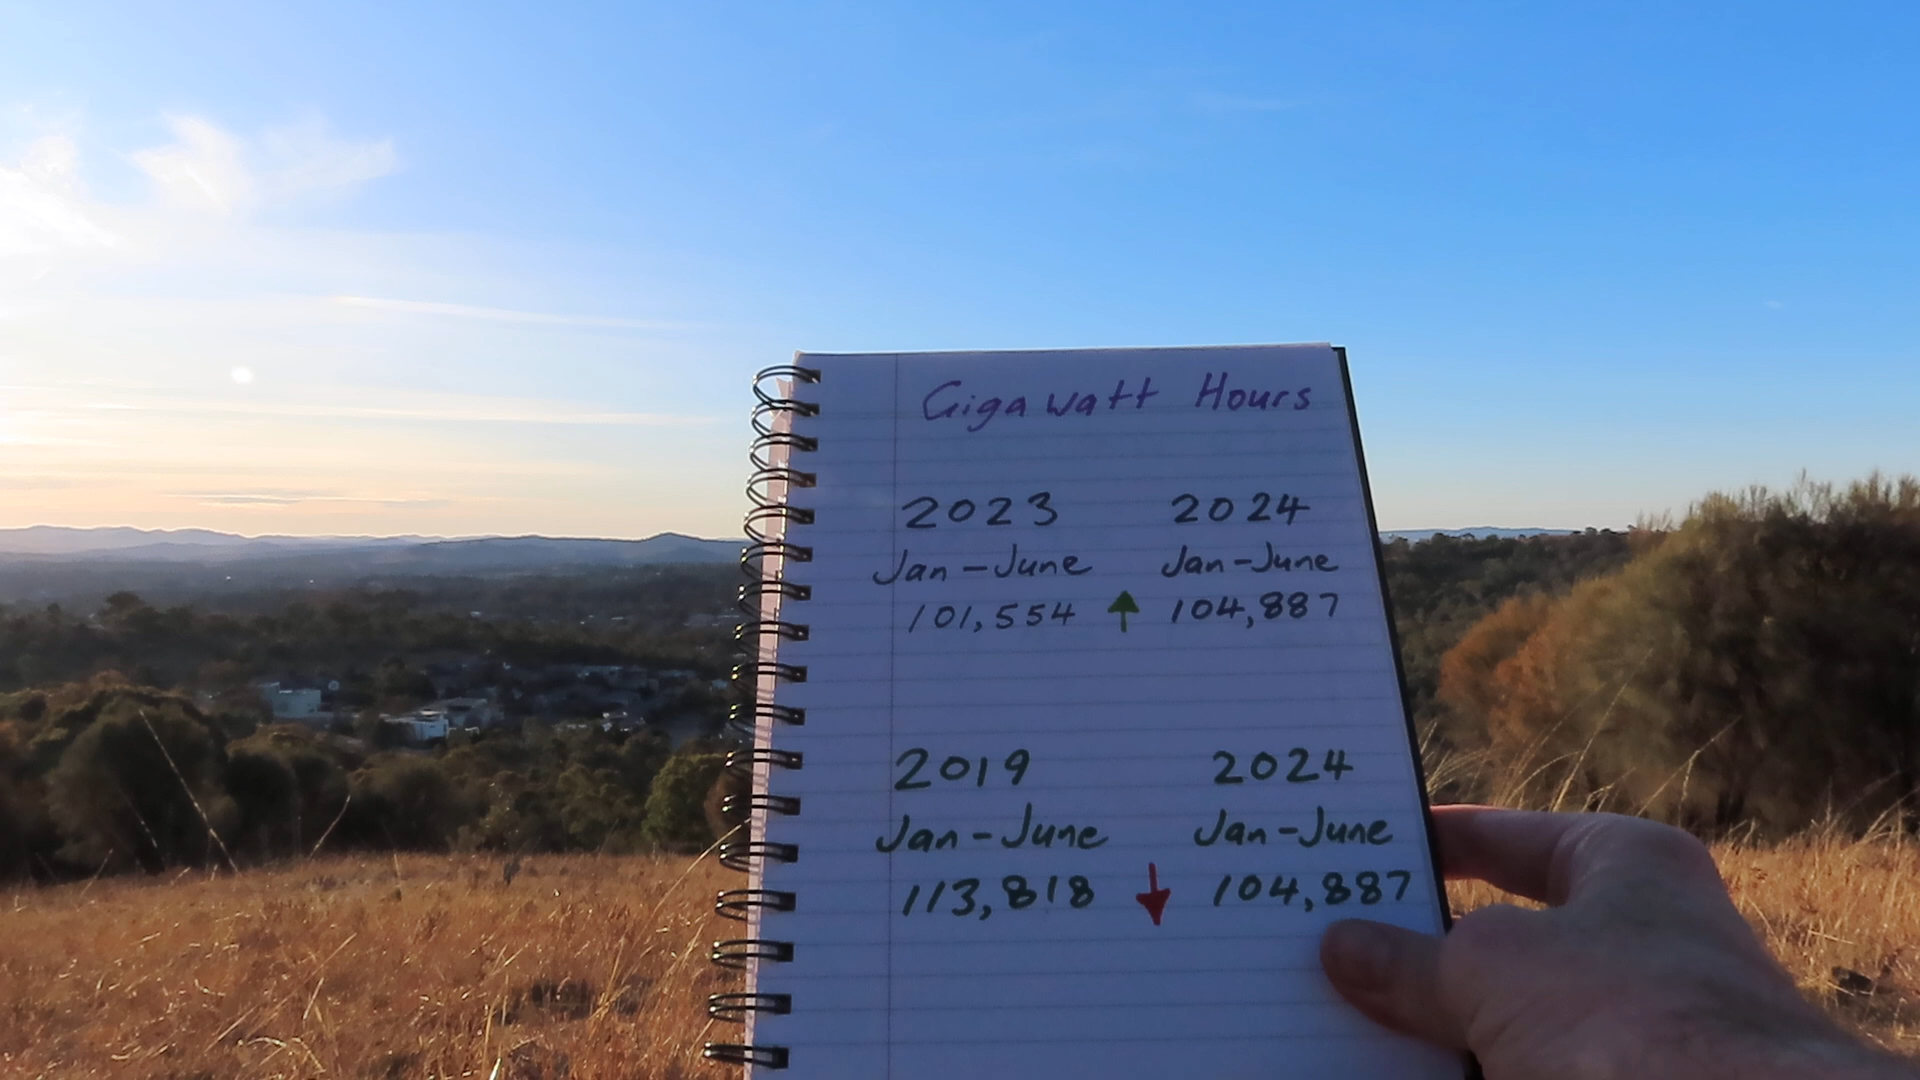 Gigawatt Hours
2023 2024
Jan-June Jan-June
101,554 ↑ 104,887
2019 2024
Jan-June Jan-June
113,818 ↓ 104,887